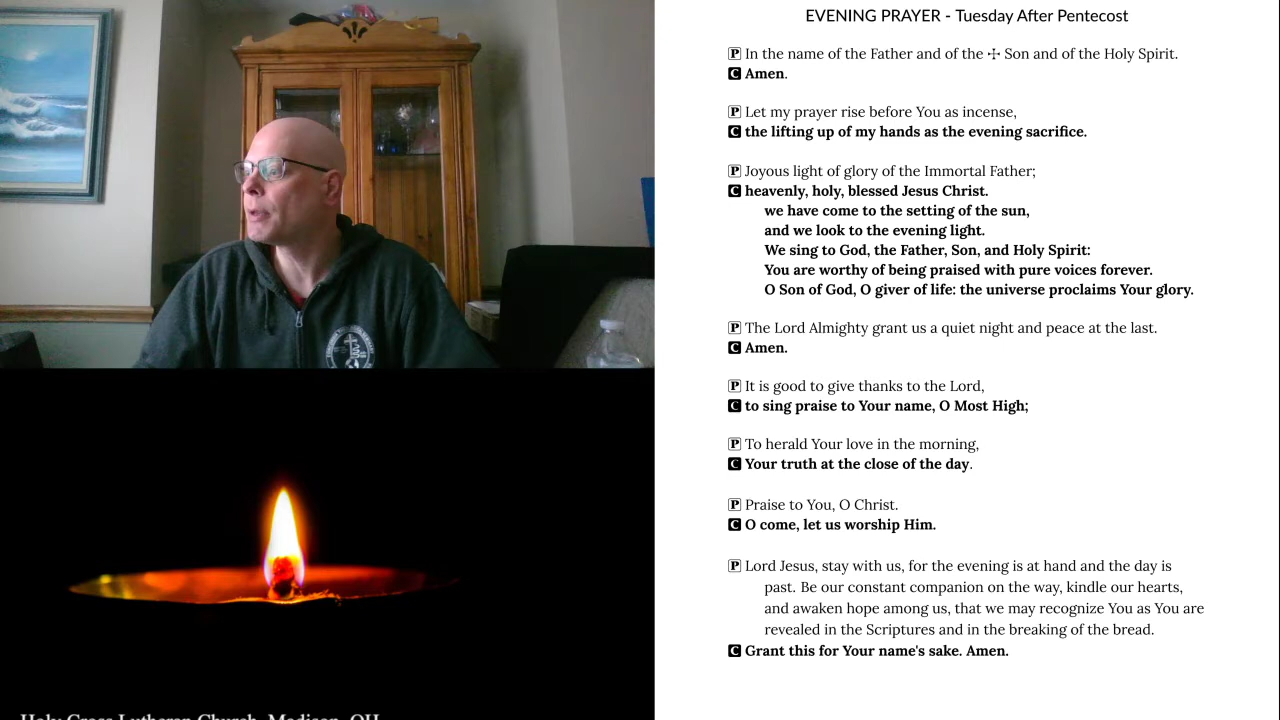 EVENING PRAYER - Tuesday After Pentecost
P In the name of the Father and of the ☩ Son and of the Holy Spirit.
C Amen.
P Let my prayer rise before You as incense,
C the lifting up of my hands as the evening sacrifice.
P Joyous light of glory of the Immortal Father;
C heavenly, holy, blessed Jesus Christ.
we have come to the setting of the sun,
and we look to the evening light.
We sing to God, the Father, Son, and Holy Spirit:
You are worthy of being praised with pure voices forever.
O Son of God, O giver of life: the universe proclaims Your glory.
P The Lord Almighty grant us a quiet night and peace at the last.
C Amen.
P It is good to give thanks to the Lord,
C to sing praise to Your name, O Most High;
P To herald Your love in the morning,
C Your truth at the close of the day.
P Praise to You, O Christ.
C O come, let us worship Him.
P Lord Jesus, stay with us, for the evening is at hand and the day is
past. Be our constant companion on the way, kindle our hearts,
and awaken hope among us, that we may recognize You as You are
revealed in the Scriptures and in the breaking of the bread.
C Grant this for Your name's sake. Amen.
Holy Cross Lutheran Church, Madison, OH